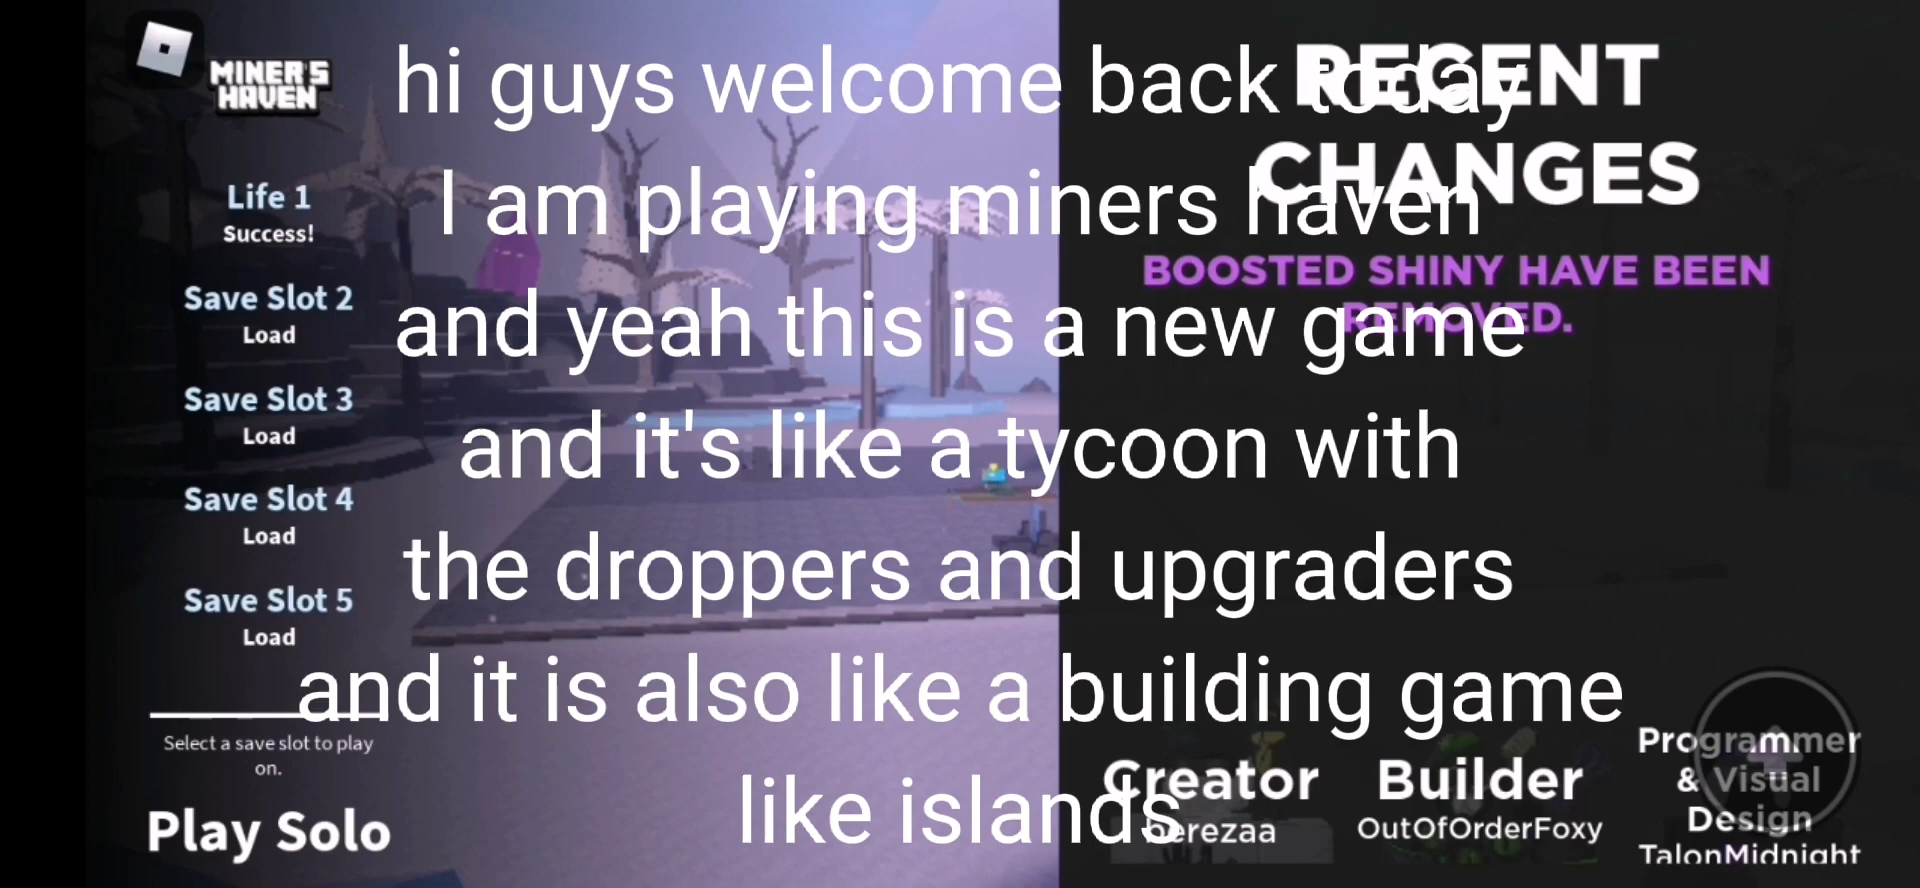 MINER'S
HAVEN
hi guys welcome back today
I am playing miners haven
and yeah this is a new game
and it's like a tycoon with
the droppers and upgraders
and it is also like a building game
like islands
Life 1
Success!
Save Slot 2
Load
Save Slot 3
Load
Save Slot 4
Load
Save Slot 5
Load
Select a save slot to play
on.
Play Solo
RECENT
CHANGES
BOOSTED SHINY HAVE BEEN
REMOVED.
Creator
berezaa
Builder
OutOfOrderFoxy
Programmer
& Visual
Design
TalonMidnight